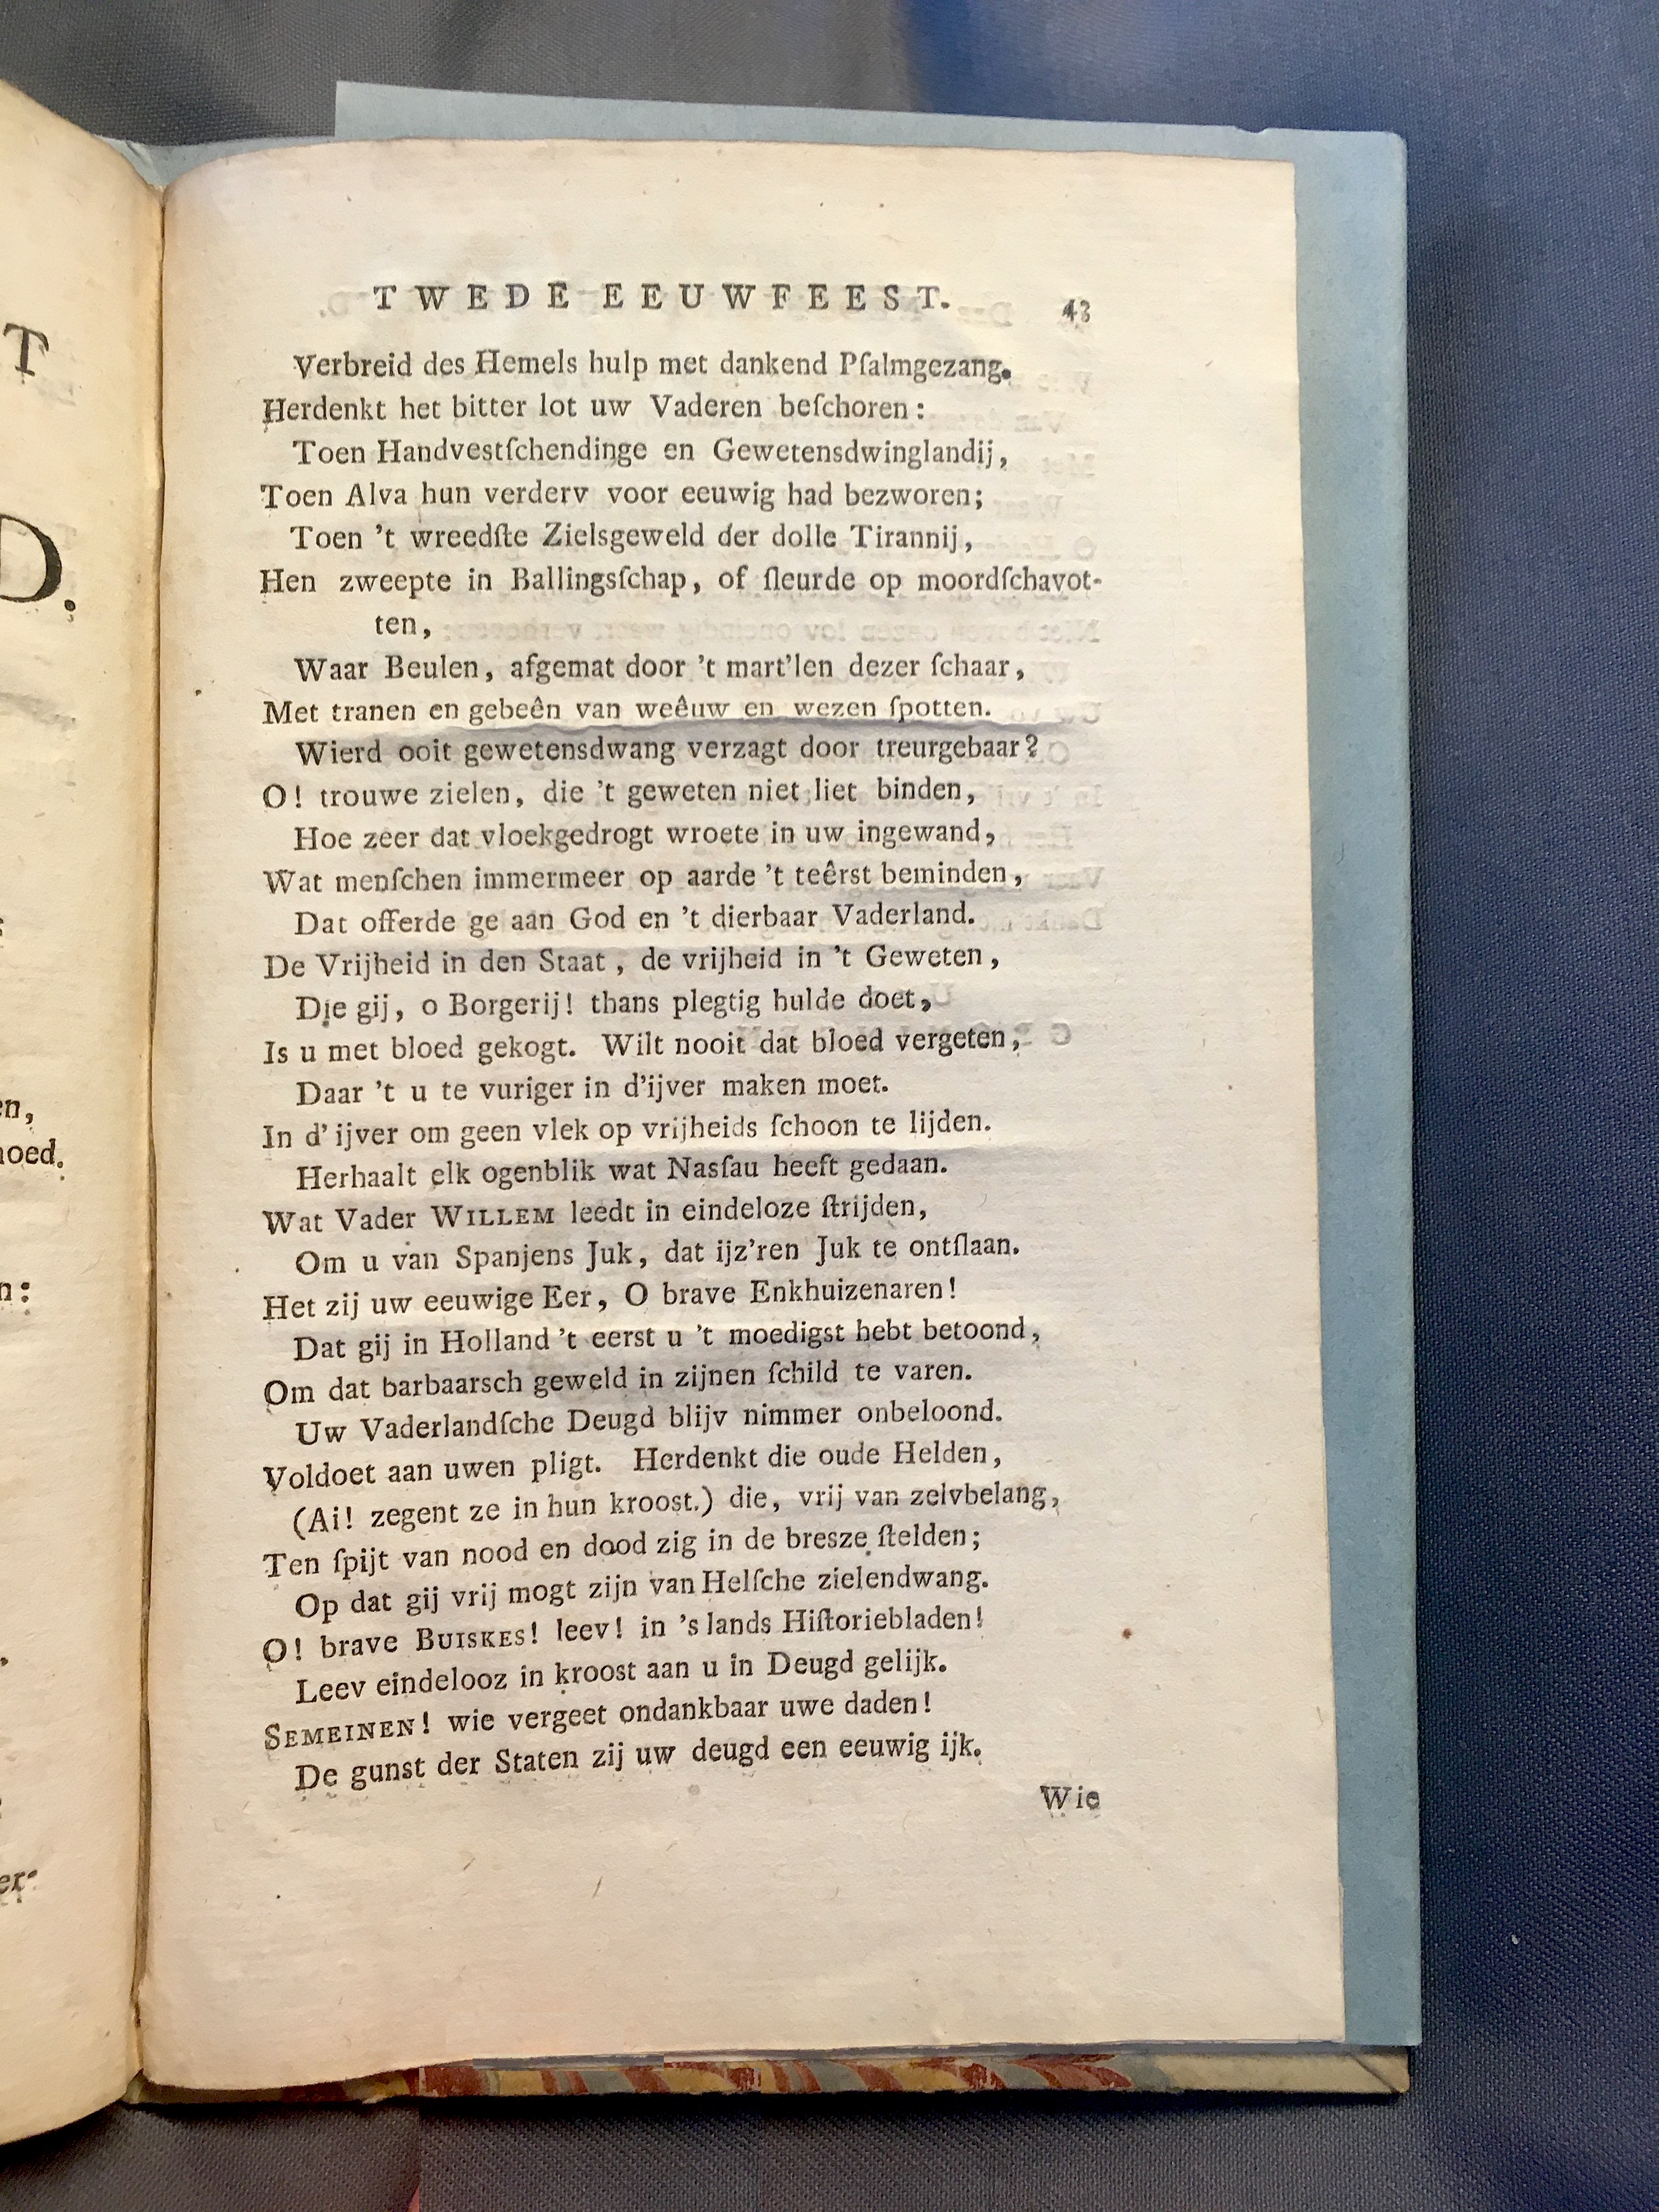 T
D.
en,
noed.
n:
er-
TWEDE EEUWFEEST. 43
Verbreid des Hemels hulp met dankend Pſalmgezang.
Herdenkt het bitter lot uw Vaderen beſchoren:
Toen Handvestſchendinge en Gewetensdwinglandij,
Toen Alva hun verderv voor eeuwig had bezworen;
Toen 't wreedſte Zielsgeweld der dolle Tirannij,
Hen zweepte in Ballingsſchap, of ſleurde op moordſchavot-
ten,
Waar Beulen, afgemat door 't mart'len dezer ſchaar,
Met tranen en gebeên van weêuw en wezen ſpotten.
Wierd ooit gewetensdwang verzagt door treurgebaar?
O! trouwe zielen, die 't geweten niet liet binden,
Hoe zeer dat vloekgedrogt wroete in uw ingewand,
Wat menſchen immermeer op aarde 't teêrst beminden,
Dat offerde ge aan God en 't dierbaar Vaderland.
De Vrijheid in den Staat, de vrijheid in 't Geweten,
Die gij, o Borgerij! thans plegtig hulde doet,
Is u met bloed gekogt. Wilt nooit dat bloed vergeten,
Daar 't u te vuriger in d'ijver maken moet.
In d'ijver om geen vlek op vrijheids ſchoon te lijden.
Herhaalt elk ogenblik wat Nasſau heeft gedaan.
Wat Vader WILLEM leedt in eindeloze ſtrijden,
Om u van Spanjens Juk, dat ijz'ren Juk te ontſlaan.
Het zij uw eeuwige Eer, O brave Enkhuizenaren!
Dat gij in Holland 't eerst u 't moedigst hebt betoond,
Om dat barbaarsch geweld in zijnen ſchild te varen.
Uw Vaderlandſche Deugd blijv nimmer onbeloond.
Voldoet aan uwen pligt. Herdenkt die oude Helden,
(Ai! zegent ze in hun kroost.) die, vrij van zelvbelang,
Ten ſpijt van nood en dood zig in de bresze ſtelden;
Op dat gij vrij mogt zijn van Helſche zielendwang.
O! brave BUISKES! leev! in 's lands Hiſtoriebladen!
Leev eindelooz in kroost aan u in Deugd gelijk.
SEMEINEN! wie vergeet ondankbaar uwe daden!
De gunst der Staten zij uw deugd een eeuwig ijk.
Wie